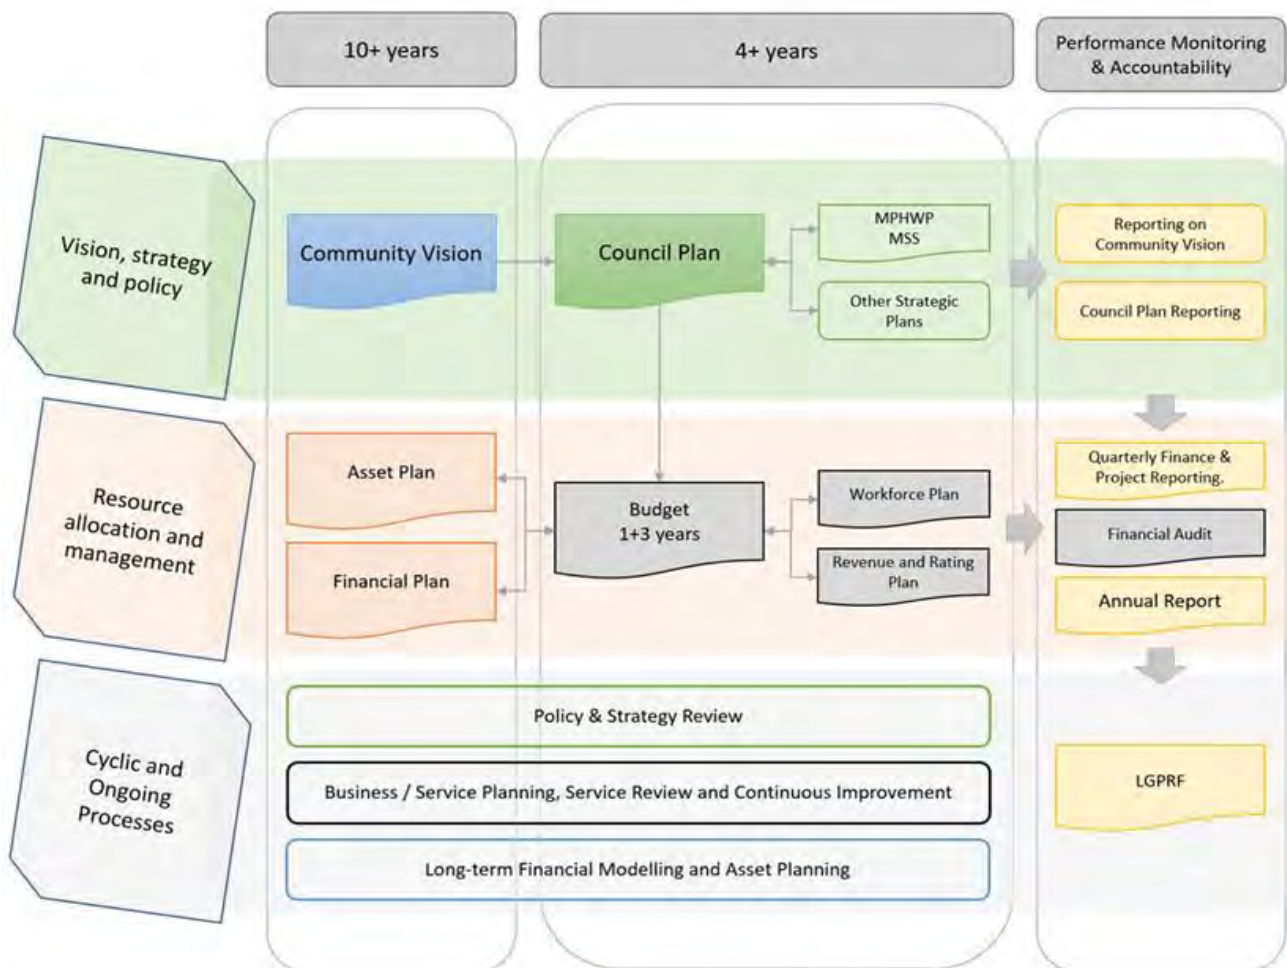 10+ years
4+ years
Performance Monitoring
& Accountability
Vision, strategy
and policy
Community Vision
Council Plan
MPHWP
MSS
Other Strategic
Plans
Reporting on
Community Vision
Council Plan Reporting
Resource
allocation and
management
Asset Plan
Financial Plan
Budget
1+3 years
Workforce Plan
Revenue and Rating
Plan
Quarterly Finance &
Project Reporting.
Financial Audit
Annual Report
Cyclic and
Ongoing
Processes
Policy & Strategy Review
Business / Service Planning, Service Review and Continuous Improvement
Long-term Financial Modelling and Asset Planning
LGPRF